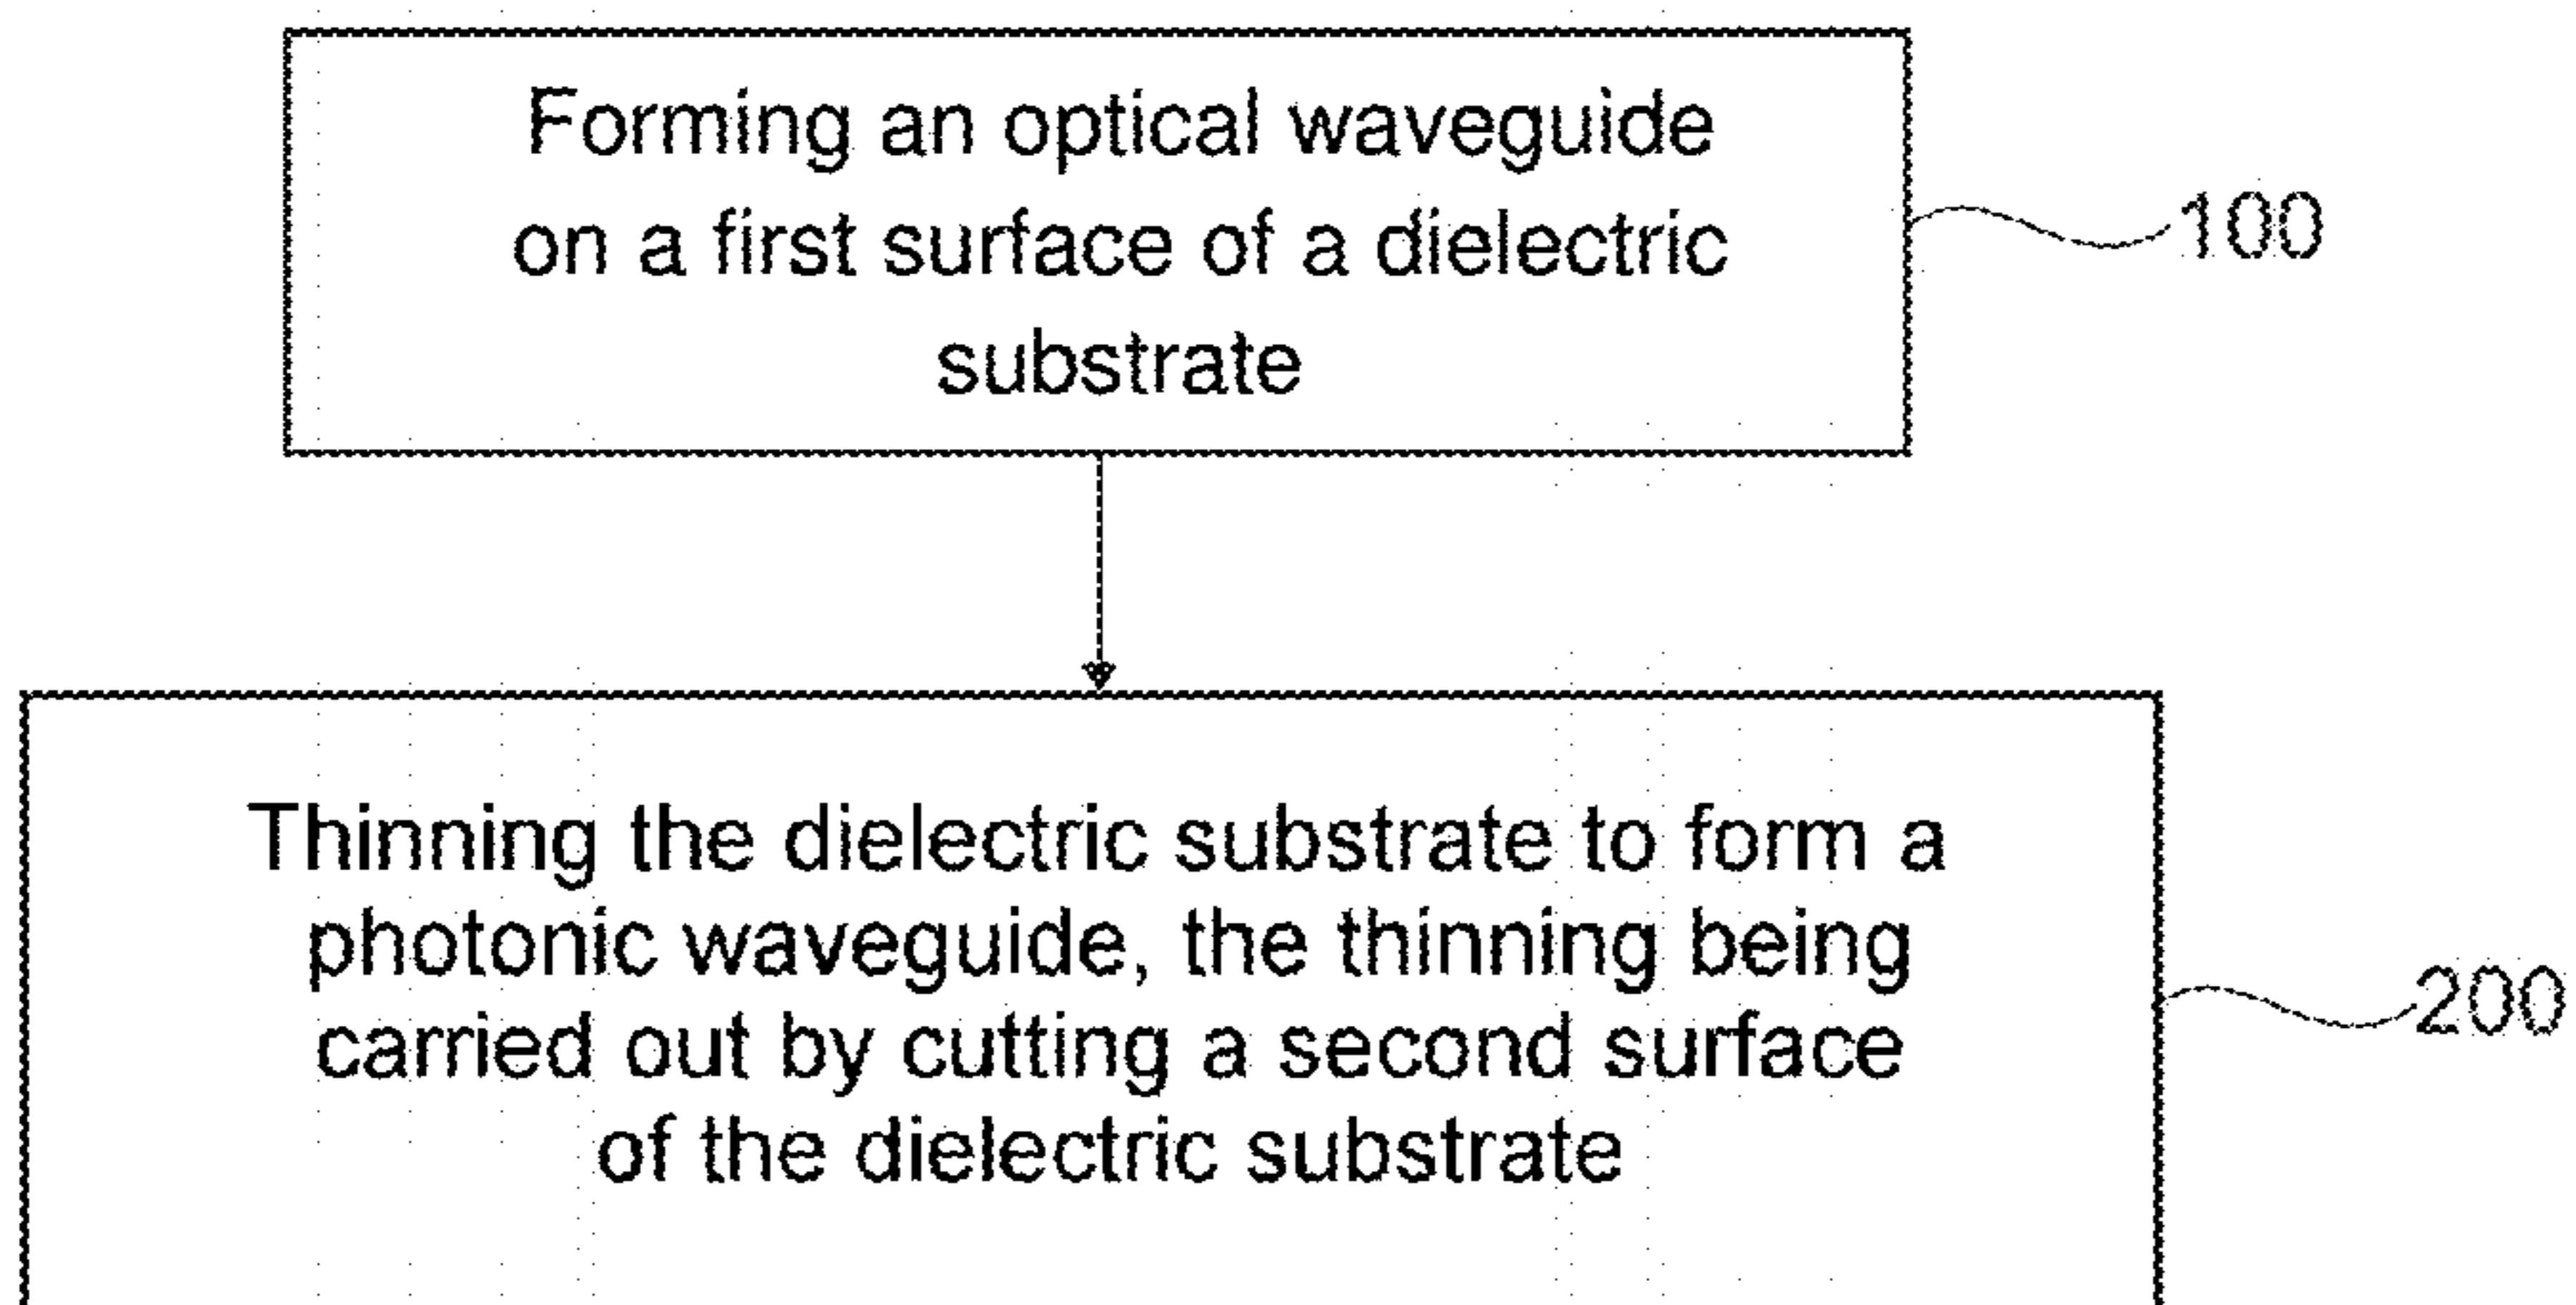 Forming an optical waveguide
on a first surface of a dielectric
substrate
100
Thinning the dielectric substrate to form a
photonic waveguide, the thinning being
carried out by cutting a second surface
of the dielectric substrate
200